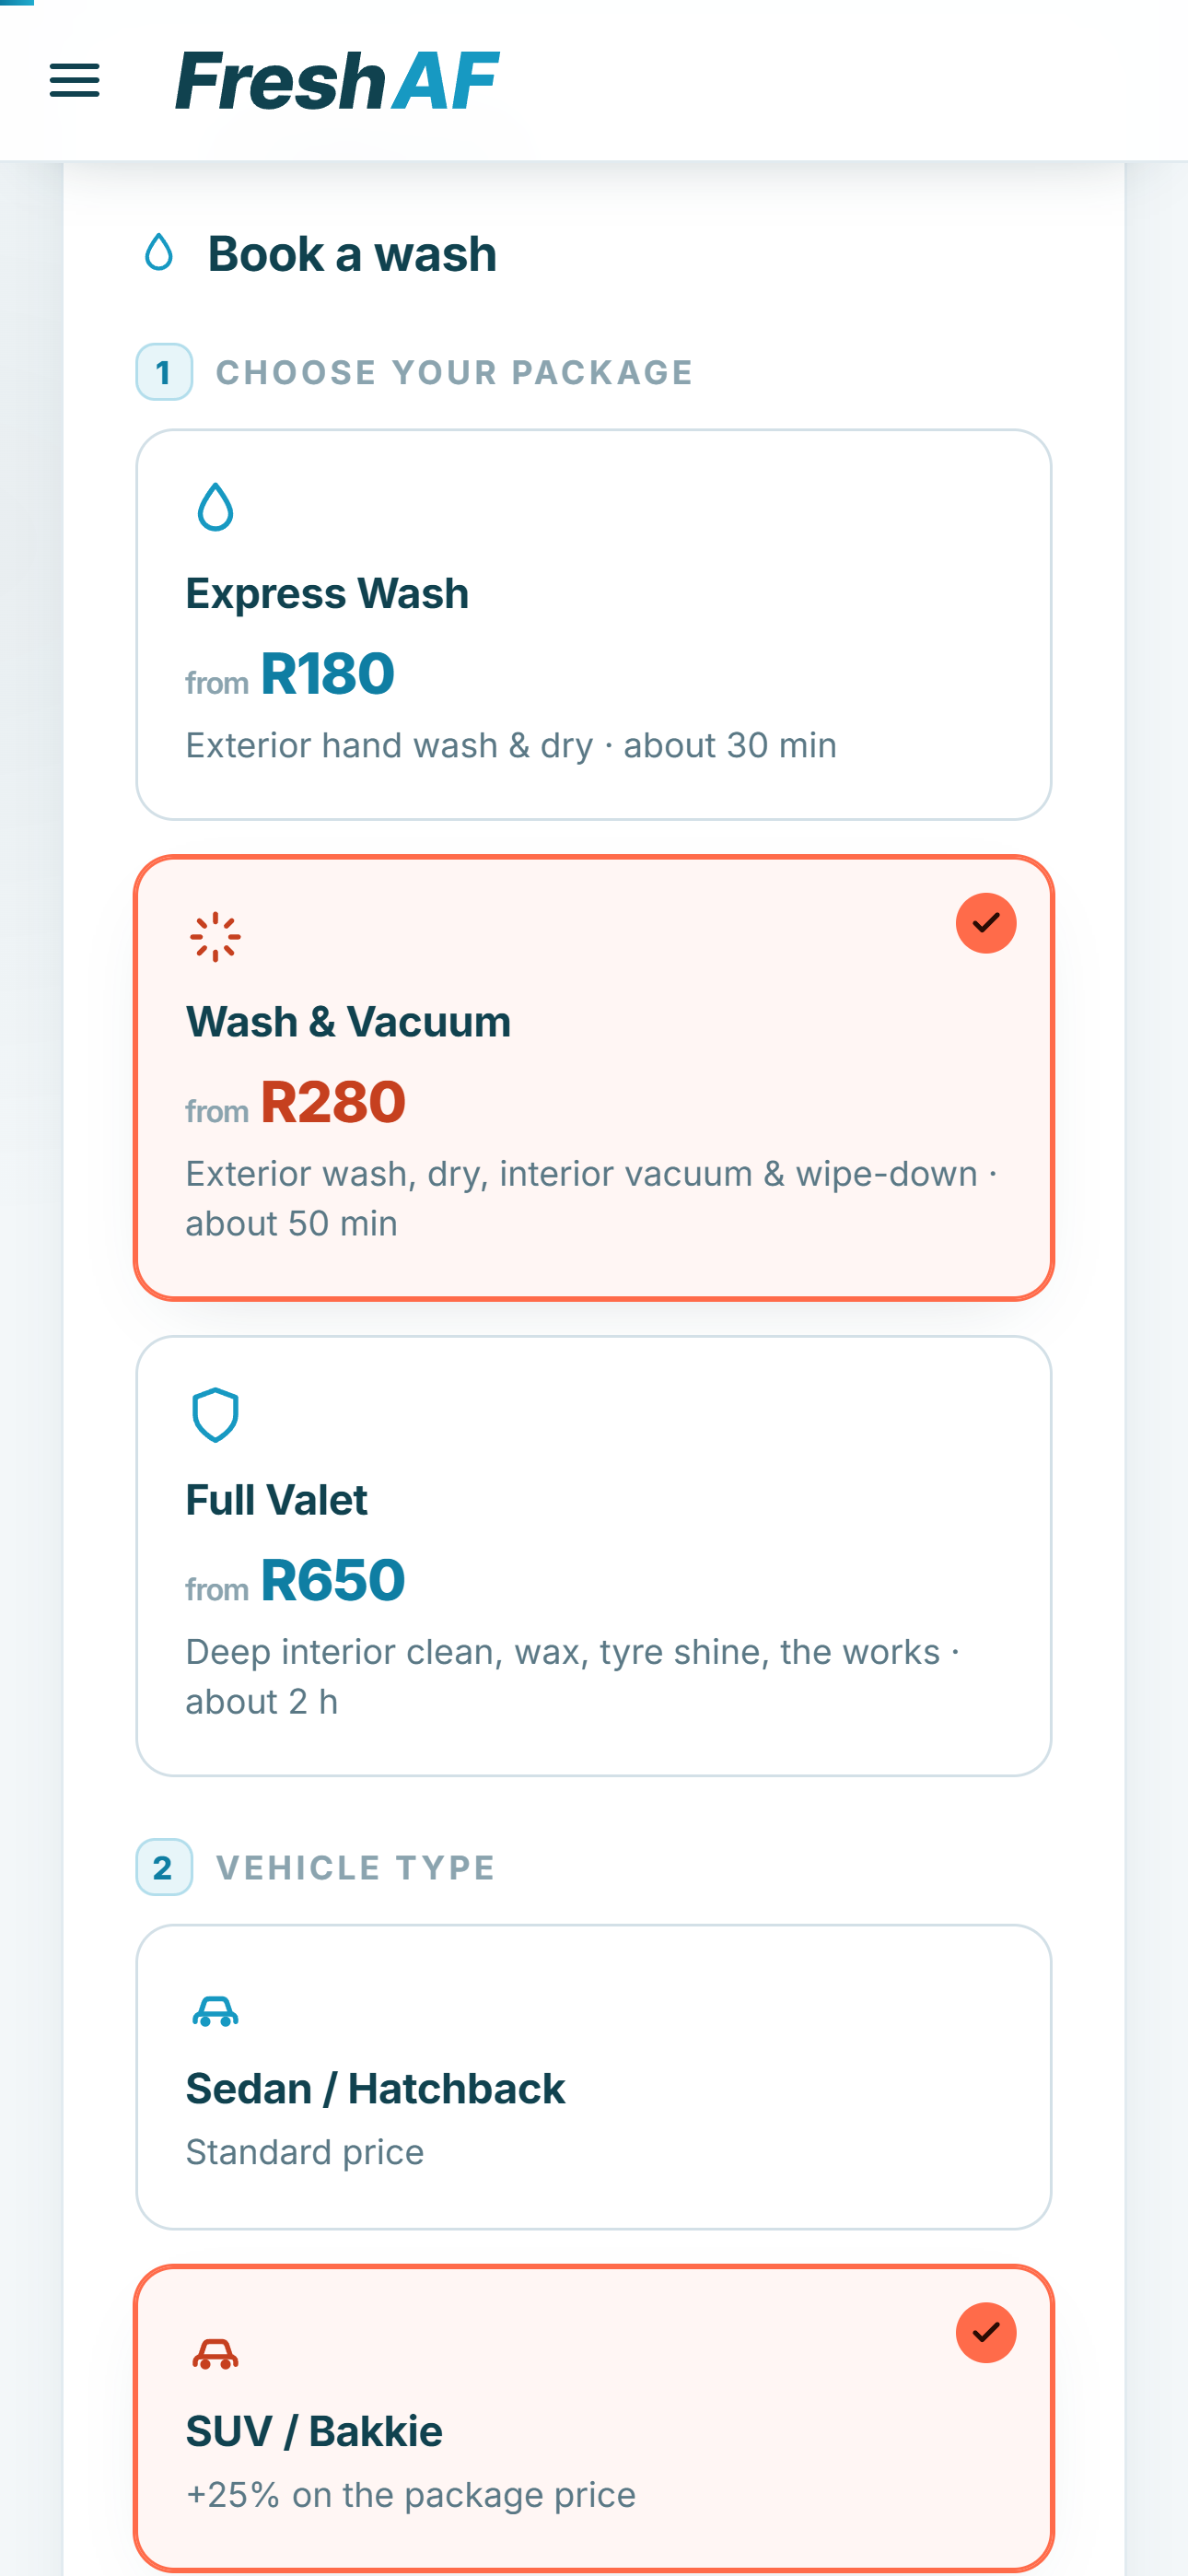 FreshAF
Book a wash
1 CHOOSE YOUR PACKAGE
Express Wash
from R180
Exterior hand wash & dry · about 30 min
Wash & Vacuum
from R280
Exterior wash, dry, interior vacuum & wipe-down ·
about 50 min
Full Valet
from R650
Deep interior clean, wax, tyre shine, the works ·
about 2 h
2 VEHICLE TYPE
Sedan / Hatchback
Standard price
SUV / Bakkie
+25% on the package price